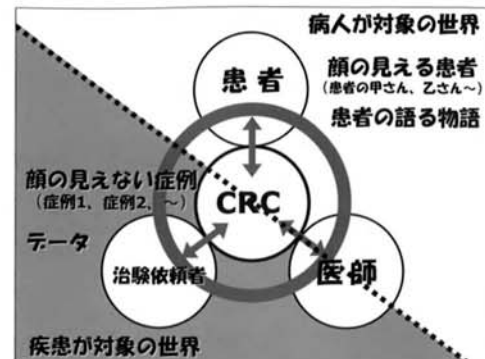 病人が対象の世界
患者
顔の見える患者
(患者の甲さん、乙さん~)
患者の語る物語
顔の見えない症例
(症例1、症例2、~)
CRC
データ
治験依頼者
医師
疾患が対象の世界